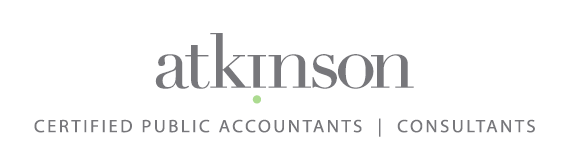 atkinson
CERTIFIED PUBLIC ACCOUNTANTS | CONSULTANTS